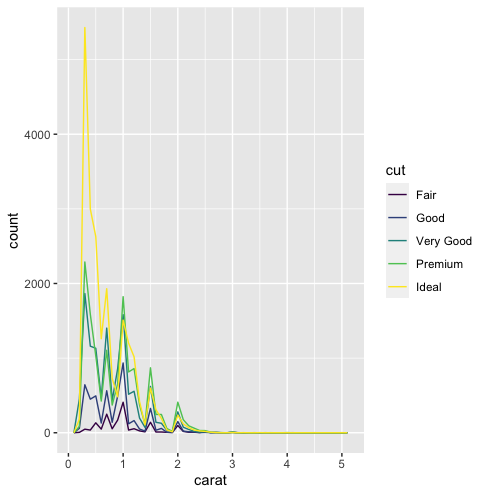 4000
2000
0
0 1 2 3 4 5
carat
count
cut
Fair
Good
Very Good
Premium
Ideal